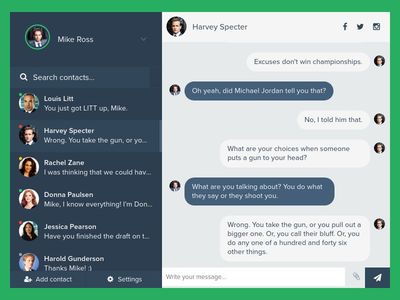 Mike Ross
Search contacts...
Louis Litt
You just got LITT up, Mike.
Harvey Specter
Wrong. You take the gun, or yo...
Rachel Zane
I was thinking that we could hav...
Donna Paulsen
Mike, I know everything! I'm Don...
Jessica Pearson
Have you finished the draft on t...
Harold Gunderson
Thanks Mike! :)
Add contact
Settings
Harvey Specter
Excuses don't win championships.
Oh yeah, did Michael Jordan tell you that?
No, I told him that.
What are your choices when someone
puts a gun to your head?
What are you talking about? You do what
they say or they shoot you.
Wrong. You take the gun, or you pull out a
bigger one. Or, you call their bluff. Or, you
do any one of a hundred and forty six
other things.
Write your message...